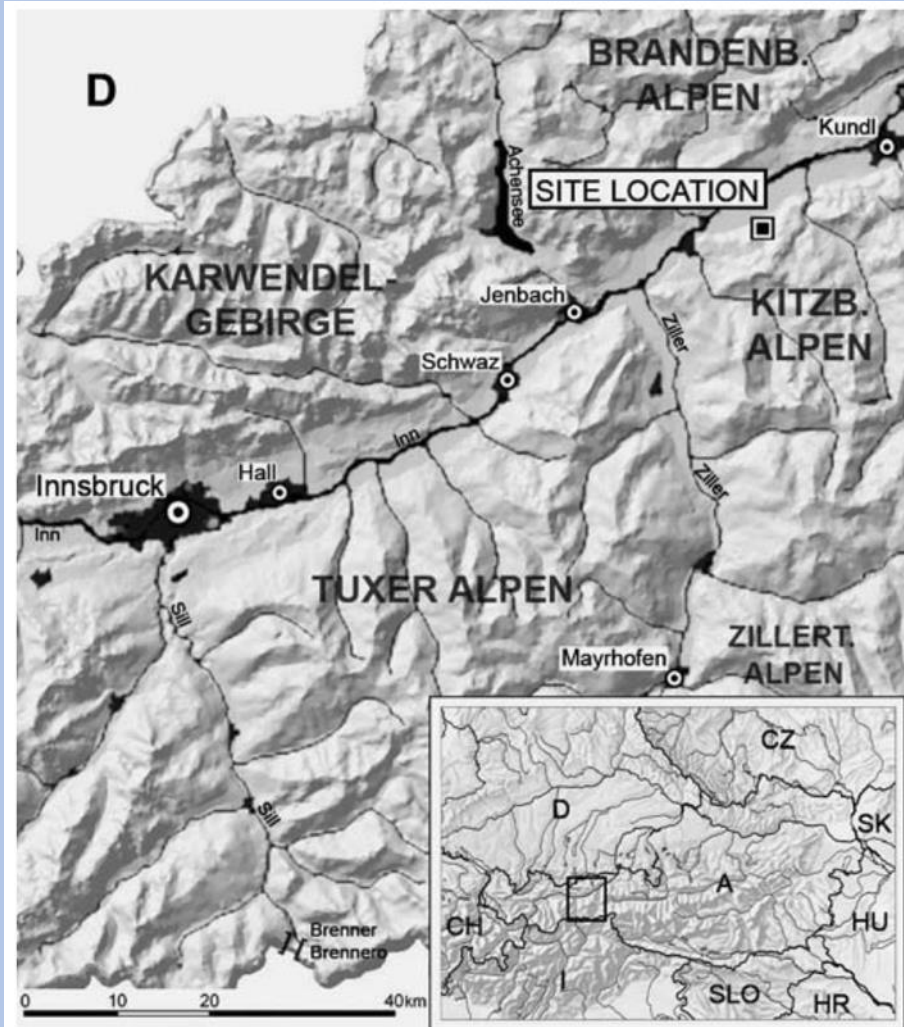 BRANDENB.
ALPEN
D
Kundl
Achensee
SITE LOCATION
KARWENDEL-
GEBIRGE
Jenbach
KITZB.
ALPEN
Ziller
Schwaz
Inn
Hall
Innsbruck
Ziller
Inn
TUXER ALPEN
Sill
ZILLERT.
ALPEN
Mayrhofen
Sill
Brenner
Brennero
0 10 20 40km
CZ
D
SK
A
CH
HU
I
SLO
HR